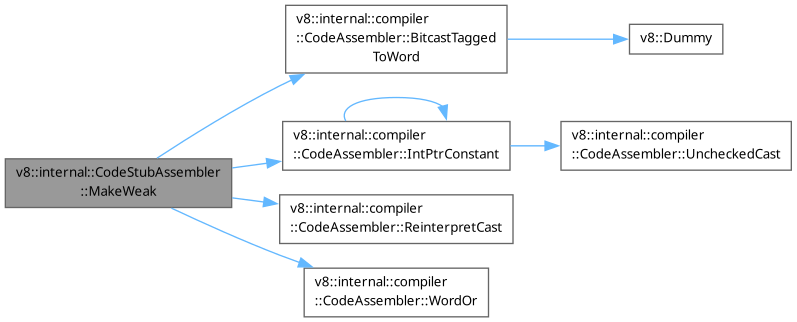 v8::internal::compiler
::CodeAssembler::BitcastTagged
ToWord
v8::Dummy
v8::internal::compiler
::CodeAssembler::IntPtrConstant
v8::internal::compiler
::CodeAssembler::UncheckedCast
v8::internal::CodeStubAssembler
::MakeWeak
v8::internal::compiler
::CodeAssembler::ReinterpretCast
v8::internal::compiler
::CodeAssembler::WordOr